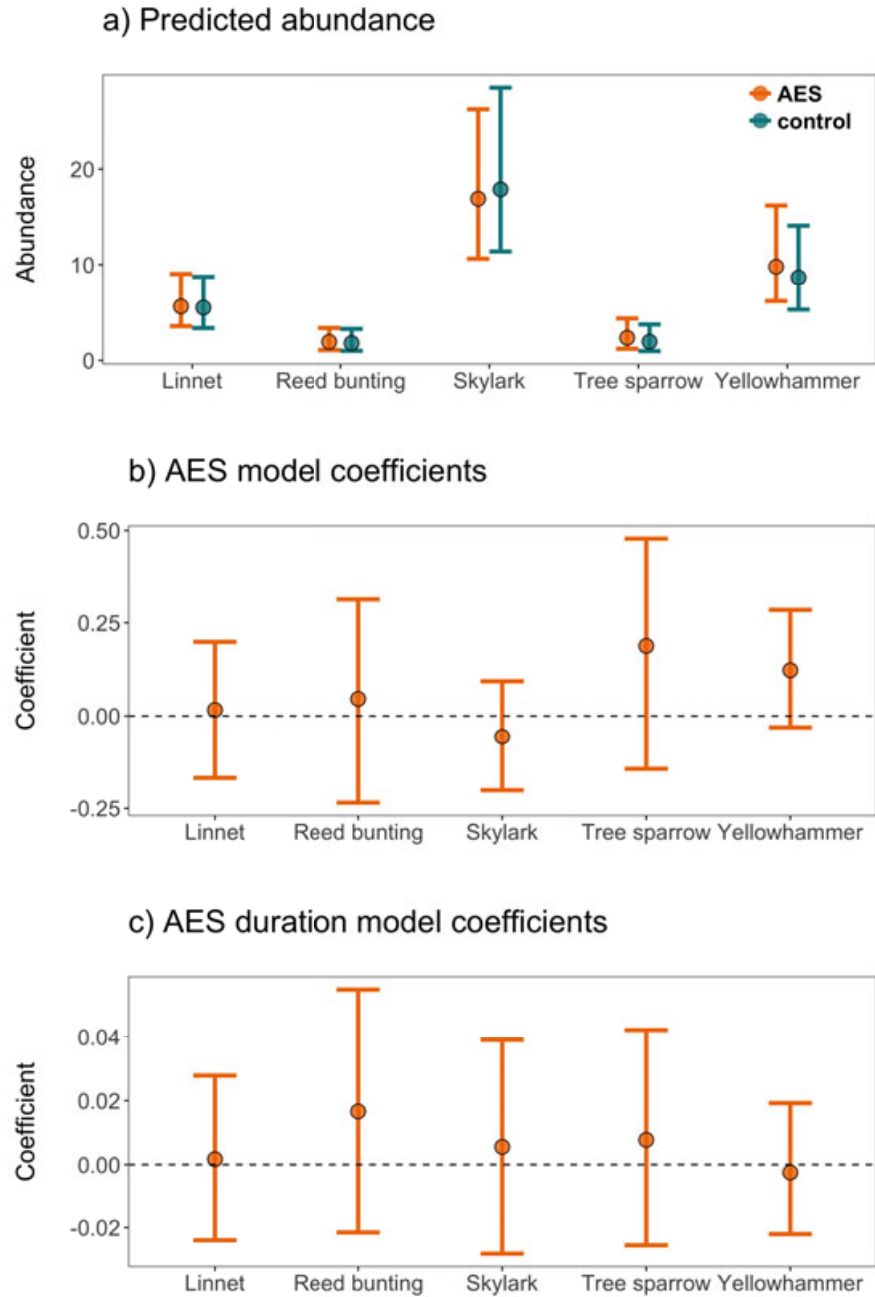 a) Predicted abundance
AES
control
20
10
0
Abundance
Linnet Reed bunting Skylark Tree sparrow Yellowhammer
b) AES model coefficients
0.50
0.25
0.00
-0.25
Coefficient
Linnet Reed bunting Skylark Tree sparrow Yellowhammer
c) AES duration model coefficients
0.04
0.02
0.00
-0.02
Coefficient
Linnet Reed bunting Skylark Tree sparrow Yellowhammer